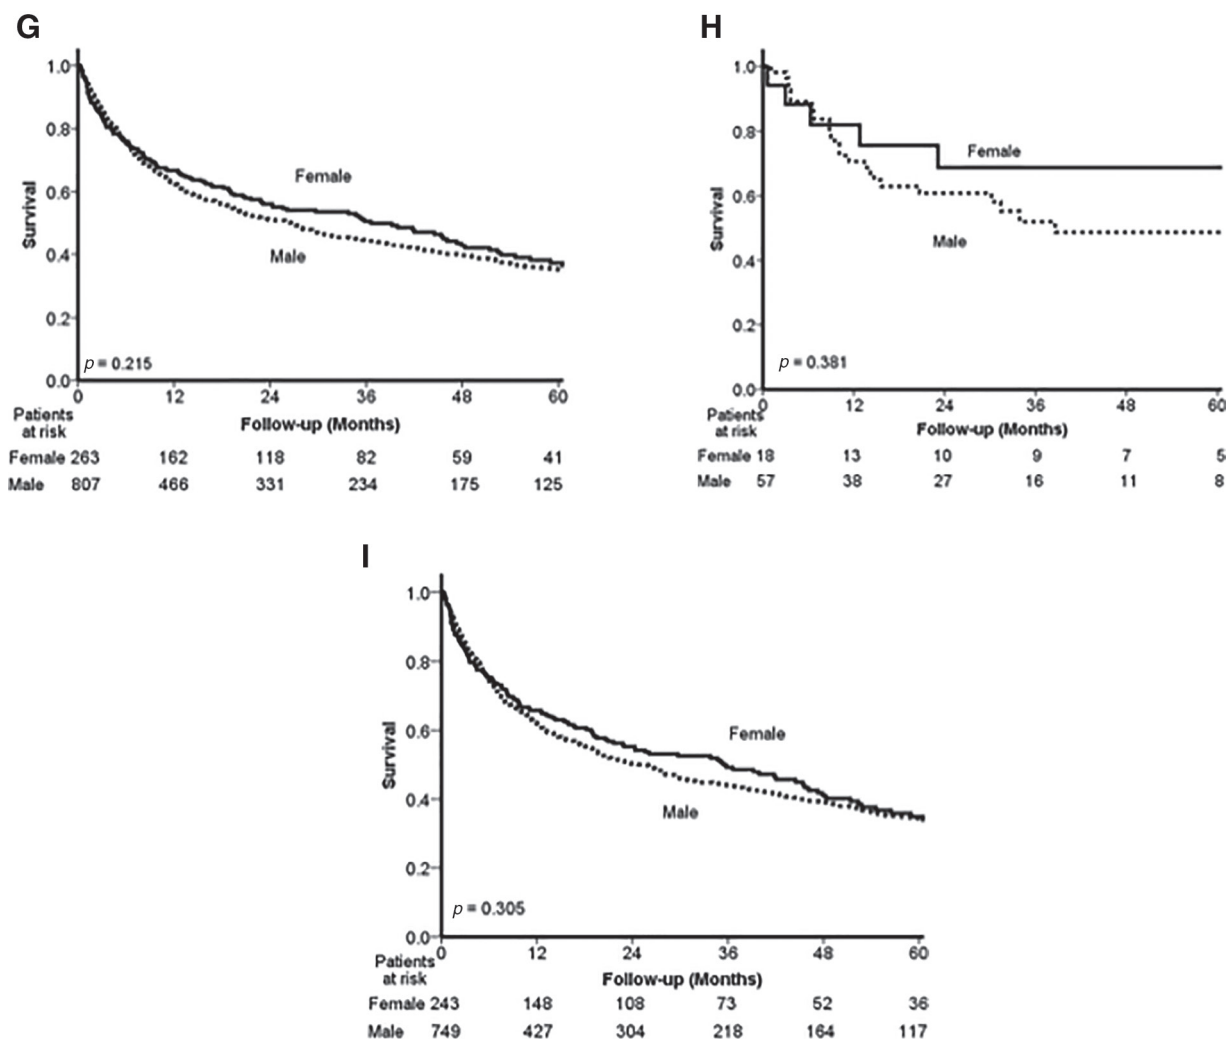 G
1.0
0.8
0.6
0.4
0.2
0.0
Survival
Female
Male
p = 0.215
0 12 24 36 48 60
Patients at risk
Follow-up (Months)
Female 263 162 118 82 59 41
Male 807 466 331 234 175 125
H
1.0
0.8
0.6
0.4
0.2
0.0
Survival
Female
Male
p = 0.381
0 12 24 36 48 60
Patients at risk
Follow-up (Months)
Female 18 13 10 9 7 5
Male 57 38 27 16 11 8
I
1.0
0.8
0.6
0.4
0.2
0.0
Survival
Female
Male
p = 0.305
0 12 24 36 48 60
Patients at risk
Follow-up (Months)
Female 243 148 108 73 52 36
Male 749 427 304 218 164 117